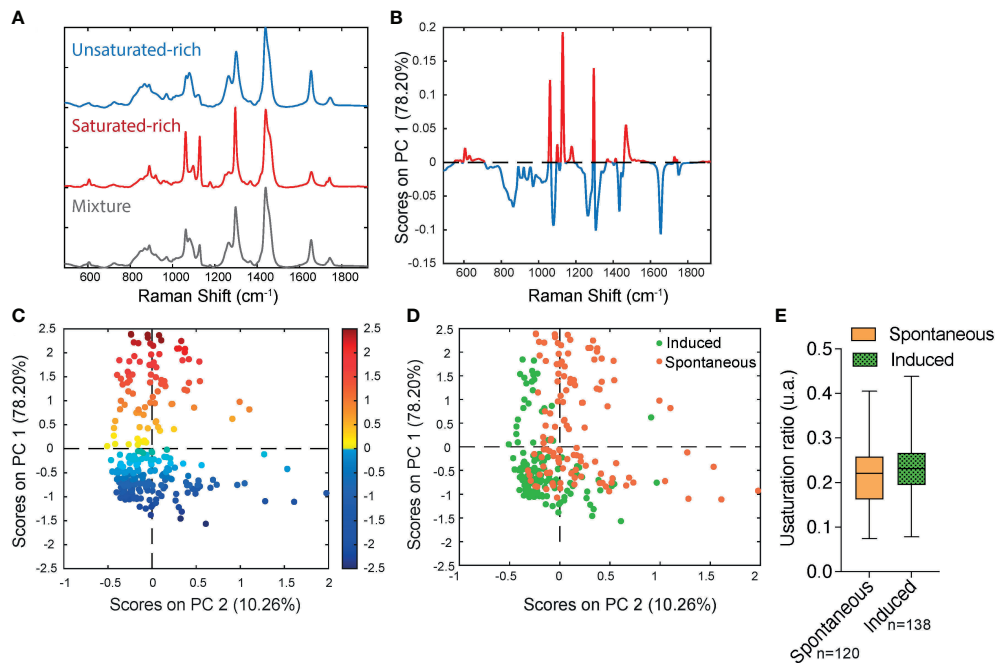 A
Unsaturated-rich
Saturated-rich
Mixture
600 800 1000 1200 1400 1600 1800
Raman Shift (cm⁻¹)
B
Scores on PC 1 (78.20%)
0.2
0.15
0.1
0.05
0
-0.05
-0.1
-0.15
600 800 1000 1200 1400 1600 1800
Raman Shift (cm⁻¹)
C
Scores on PC 1 (78.20%)
2.5
2
1.5
1
0.5
0
-0.5
-1
-1.5
-2
2.5
-1 -0.5 0.0 0.5 1 1.5 2
Scores on PC 2 (10.26%)
2.5
2
1.5
1
0.5
0
-0.5
-1
-1.5
-2
-2.5
D
Induced
Spontaneous
Scores on PC 1 (78.20%)
2.5
2
1.5
1
0.5
0.0
-0.5
-1
-1.5
-2
2.5
-1 -0.5 0.0 0.5 1 1.5 2.0
Scores on PC 2 (10.26%)
E
Spontaneous
Induced
Usaturation rratio (u.a.)
0.5
0.4
0.3
0.2
0.1
0.0
Spontaneous
n=120
Induced
n=138